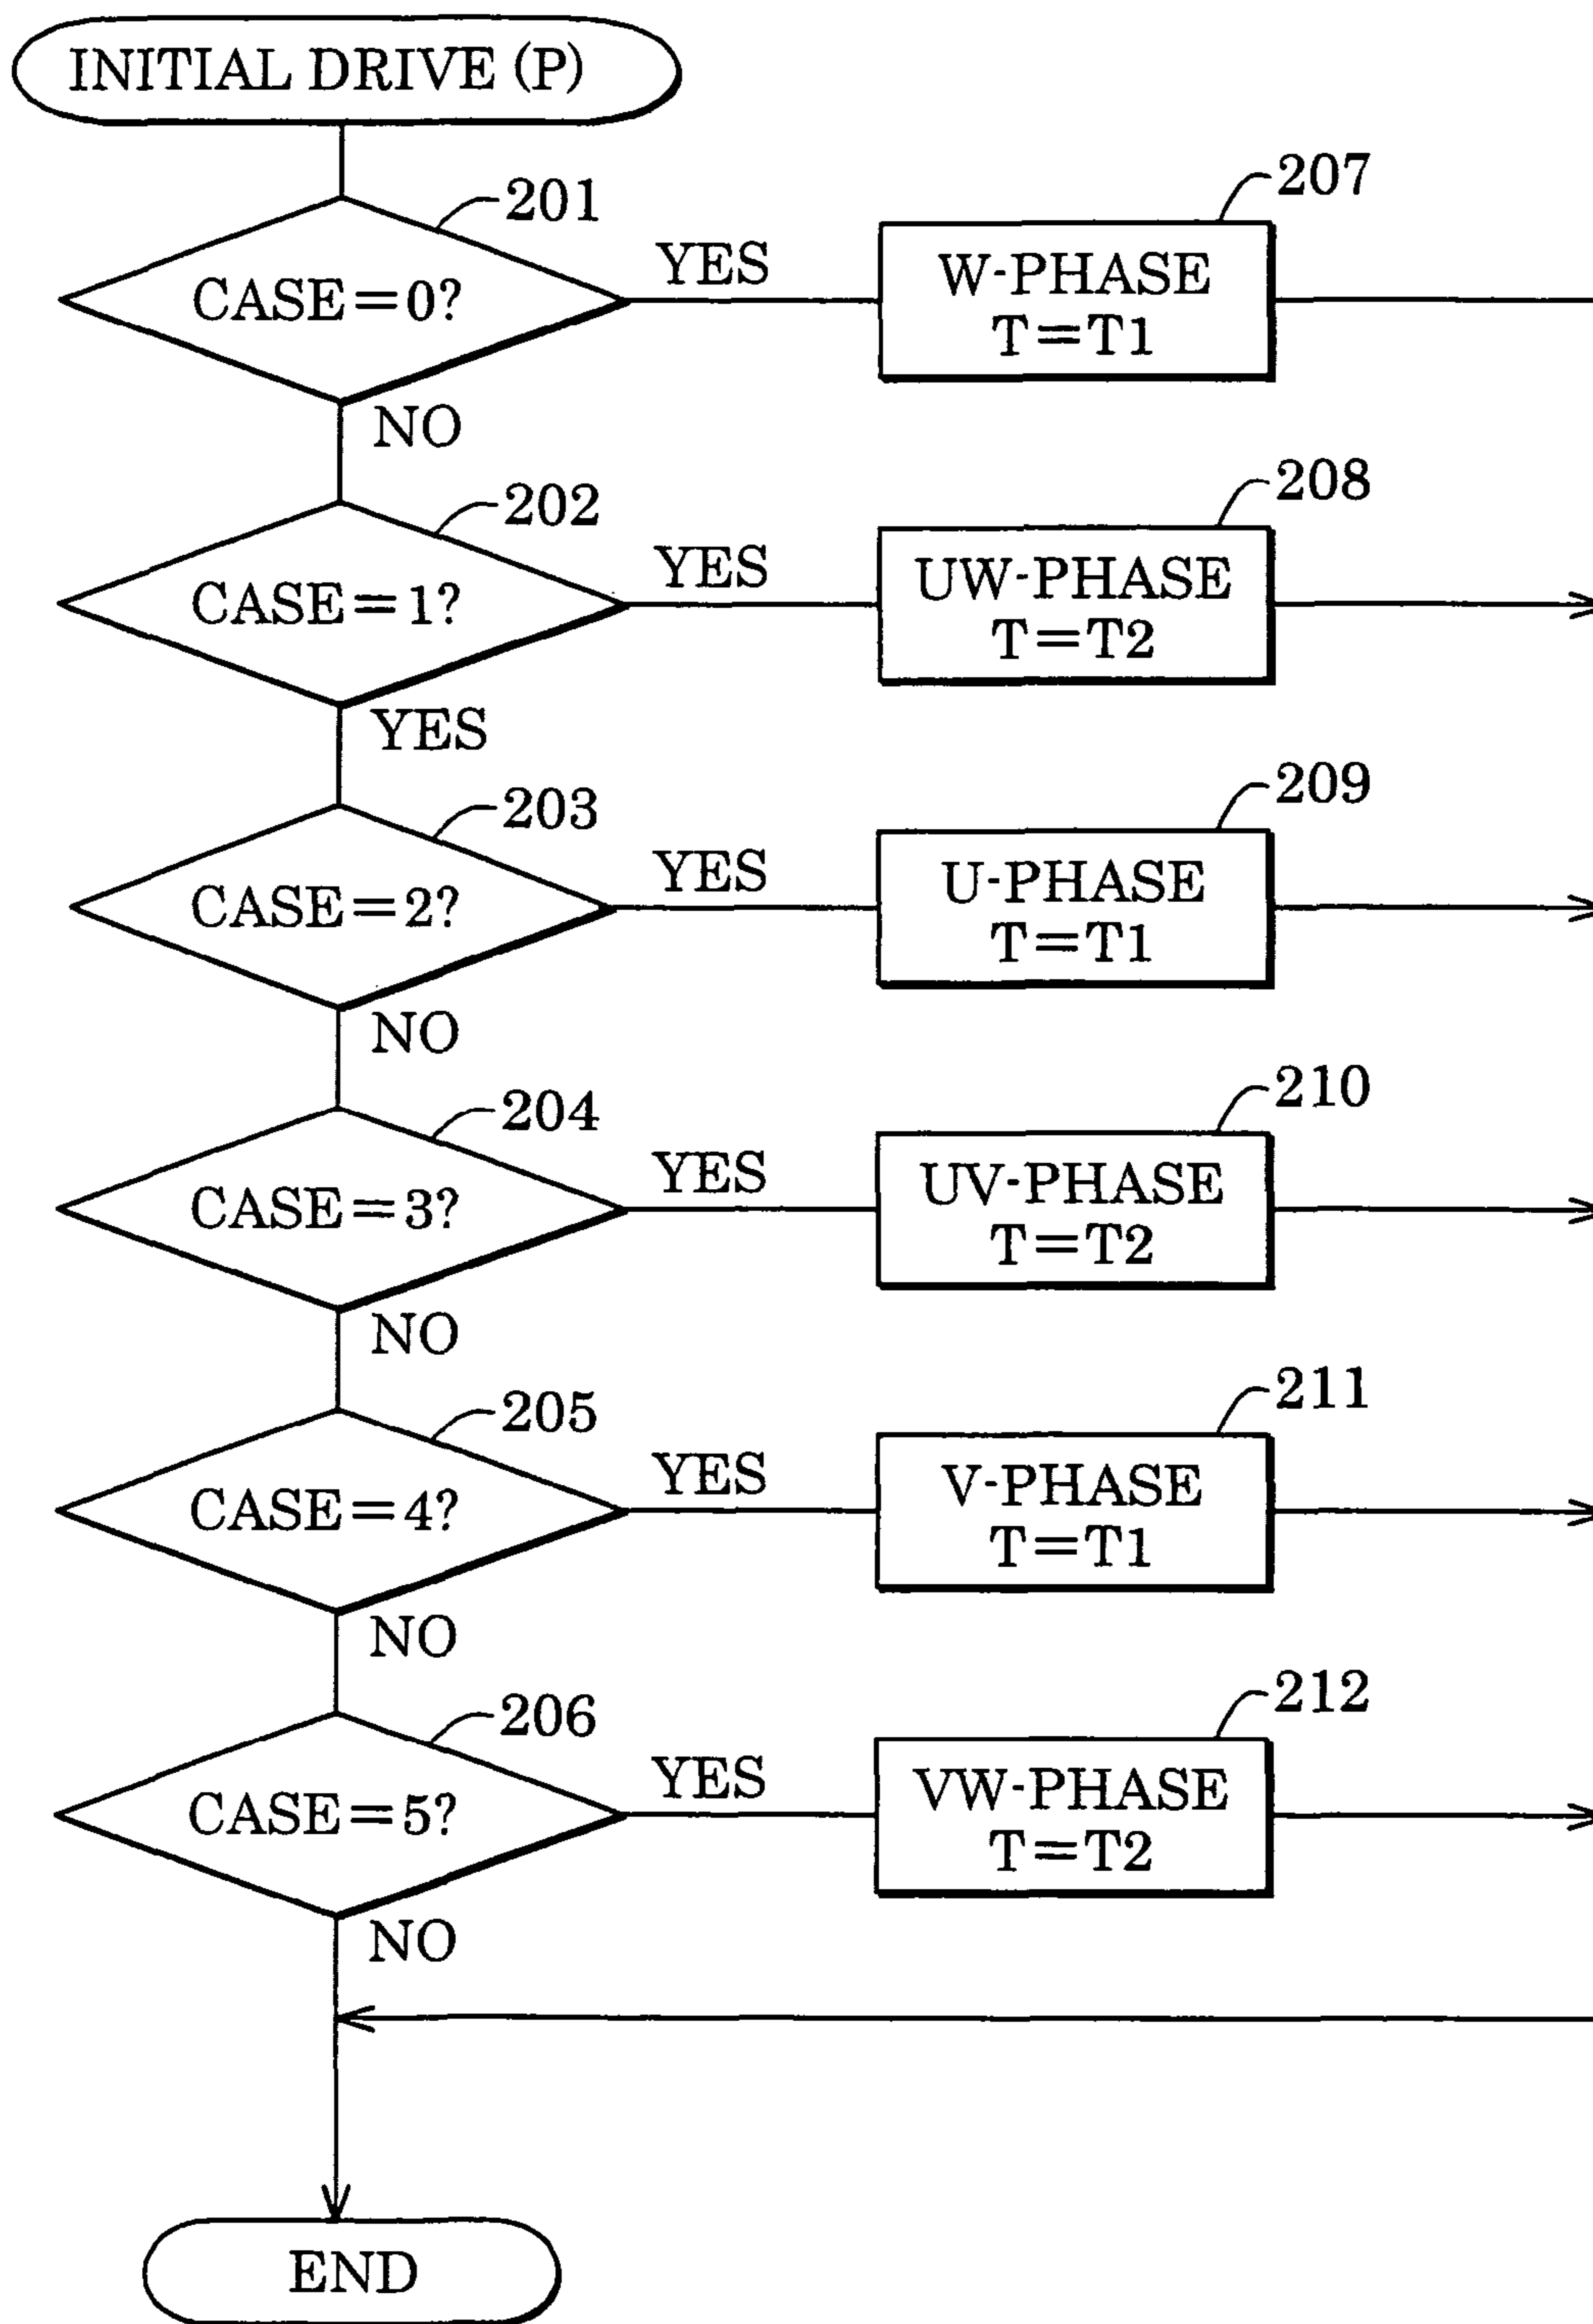 INITIAL DRIVE (P)
201
CASE=0?
YES
207
W-PHASE
T=T1
NO
202
CASE=1?
YES
208
UW-PHASE
T=T2
YES
203
CASE=2?
YES
209
U-PHASE
T=T1
NO
204
CASE=3?
YES
210
UV-PHASE
T=T2
NO
205
CASE=4?
YES
211
V-PHASE
T=T1
NO
206
CASE=5?
YES
212
VW-PHASE
T=T2
NO
END